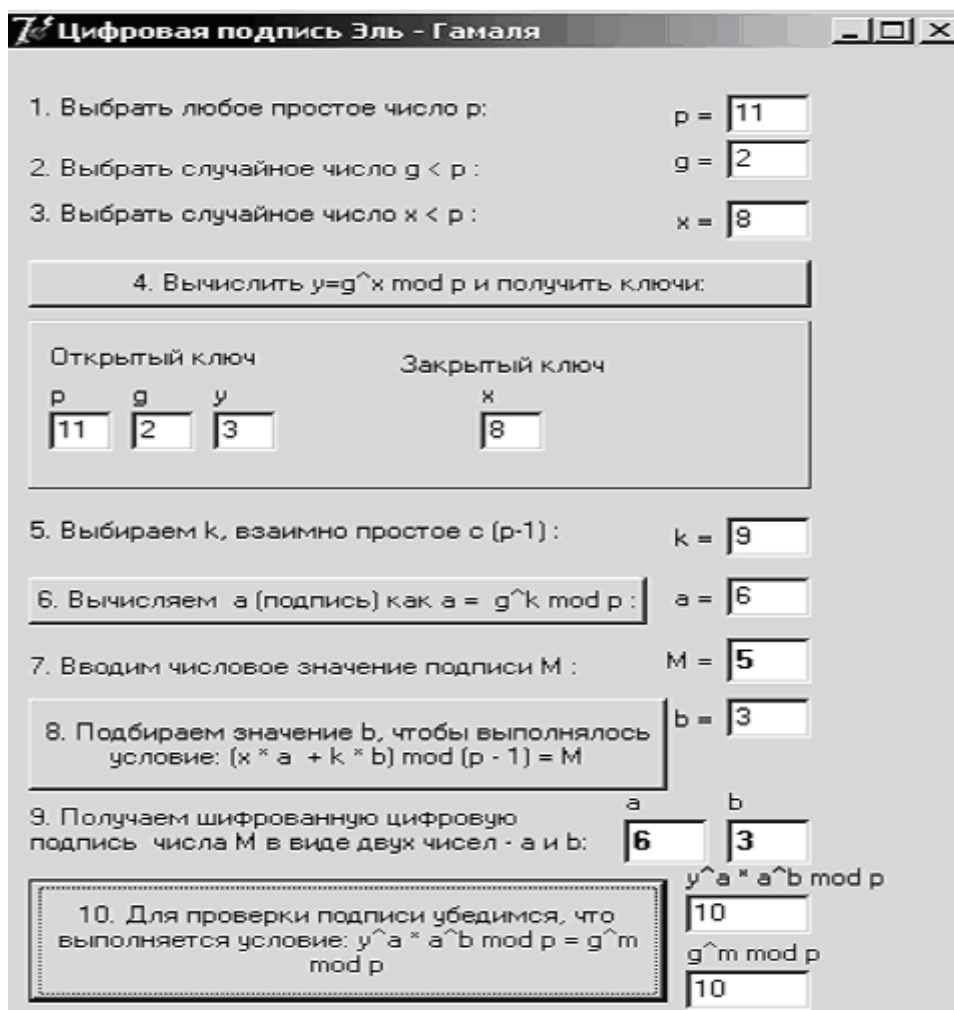 Цифровая подпись Эль - Гамаля
1. Выбрать любое простое число p: p = 11
2. Выбрать случайное число g < p : g = 2
3. Выбрать случайное число x < p : x = 8
4. Вычислить y=g^x mod p и получить ключи:
Открытый ключ Закрытый ключ
p g y x
11 2 3 8
5. Выбираем k, взаимно простое с (p-1) : k = 9
6. Вычисляем a (подпись) как a = g^k mod p : a = 6
7. Вводим числовое значение подписи M : M = 5
8. Подбираем значение b, чтобы выполнялось b = 3
условие: (x * a + k * b) mod (p - 1) = M
a b
9. Получаем шифрованную цифровую
подпись числа M в виде двух чисел - a и b: 6 3
y^a * a^b mod p
10. Для проверки подписи убедимся, что 10
выполняется условие: y^a * a^b mod p = g^m
mod p
g^m mod p
10